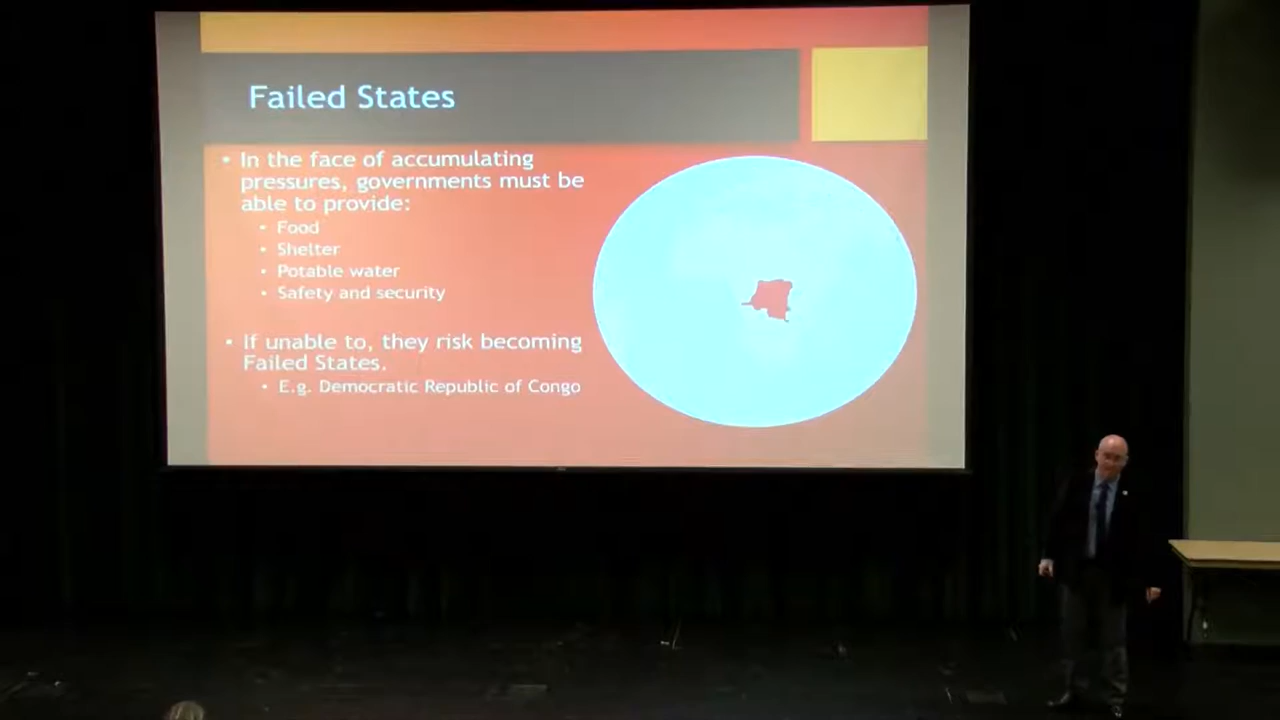 Failed States
• In the face of accumulating
pressures, governments must be
able to provide:
• Food
• Shelter
• Potable water
• Safety and security
• If unable to, they risk becoming
Failed States.
• E.g. Democratic Republic of Congo